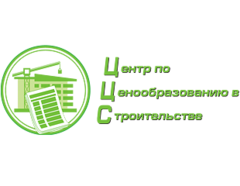 Центр по
Ценообразованию в
Строительстве